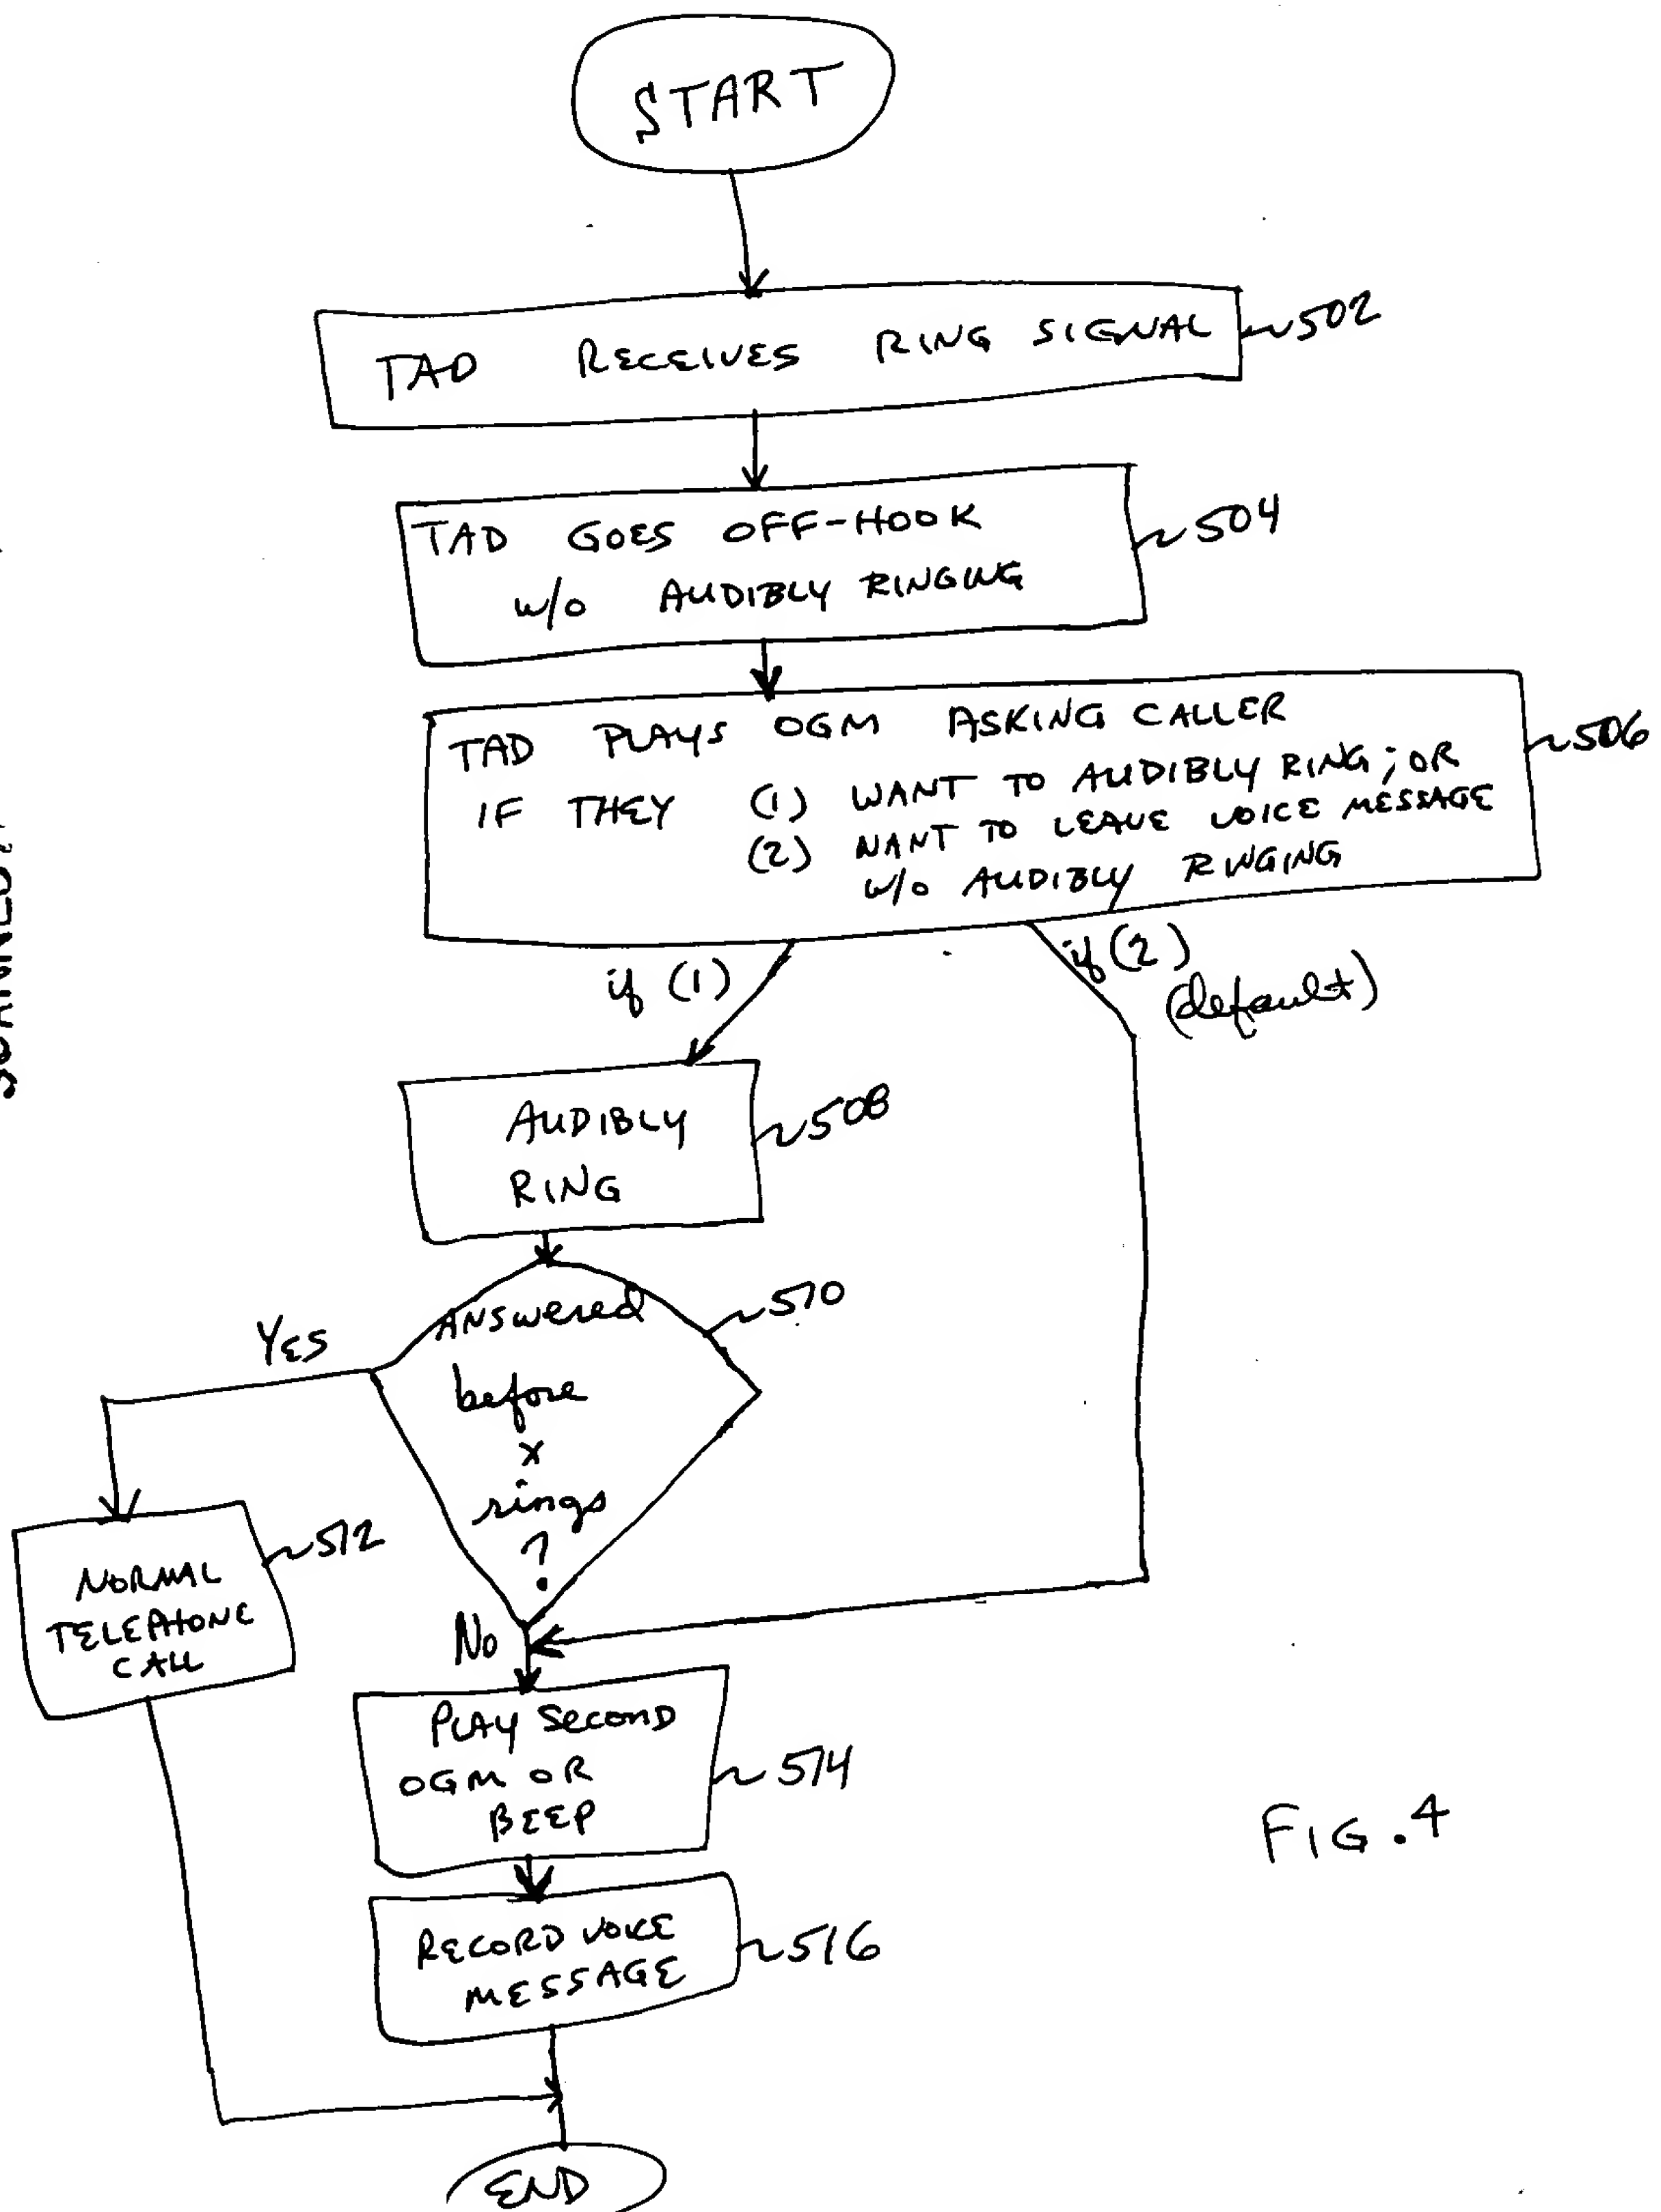 START
TAD RECEIVES RING SIGNAL
502
TAD GOES OFF-HOOK
w/o AUDIBLY RINGING
504
TAD PLAYS OGM ASKING CALLER
IF THEY (1) WANT TO AUDIBLY RING; OR
(2) WANT TO LEAVE VOICE MESSAGE
w/o AUDIBLY RINGING
506
if (1)
if (2)
(default)
AUDIBLY
RING
508
ANSWERED
before
x
rings
?
510
YES
NORMAL
TELEPHONE
CALL
512
No
PLAY SECOND
OGM OR
BEEP
514
RECORD VOICE
MESSAGE
516
END
FIG. 4